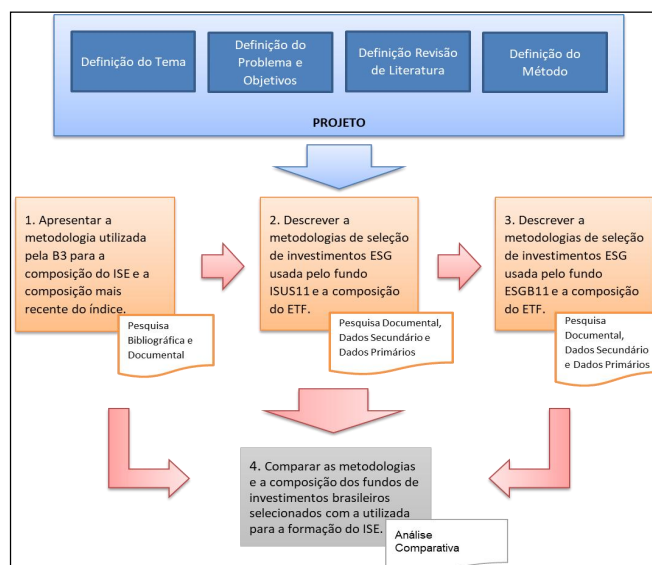 Definição do Tema
Definição do
Problema e
Objetivos
Definição Revisão
de Literatura
Definição do
Método
PROJETO
1. Apresentar a
metodologia utilizada
pela B3 para a
composição do ISE e a
composição mais
recente do índice.
Pesquisa
Bibliográfica e
Documental
2. Descrever a
metodologias de seleção
de investimentos ESG
usada pelo fundo
ISUS11 e a composição
do ETF.
Pesquisa Documental,
Dados Secundário e
Dados Primários
3. Descrever a
metodologias de seleção
de investimentos ESG
usada pelo fundo
ESGB11 e a composição
do ETF.
Pesquisa
Documental,
Dados Secundário
e Dados Primários
4. Comparar as metodologias
e a composição dos fundos de
investimentos brasileiros
selecionados com a utilizada
para a formação do ISE.
Análise
Comparativa